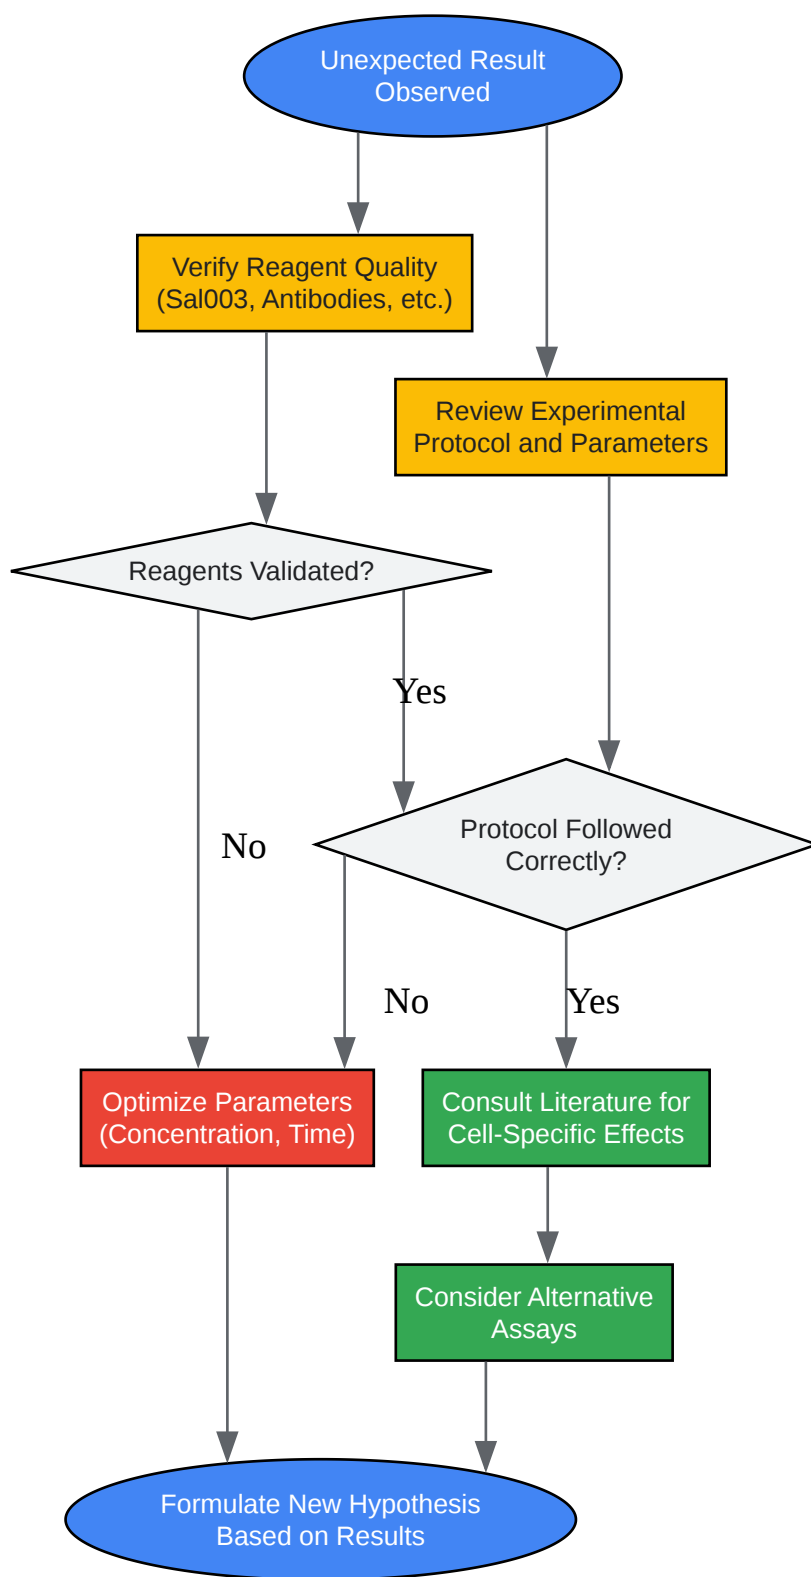 Unexpected Result
Observed
Verify Reagent Quality
(Sal003, Antibodies, etc.)
Review Experimental
Protocol and Parameters
Reagents Validated?
Yes
Protocol Followed
Correctly?
No
No
Yes
Optimize Parameters
(Concentration, Time)
Consult Literature for
Cell-Specific Effects
Consider Alternative
Assays
Formulate New Hypothesis
Based on Results